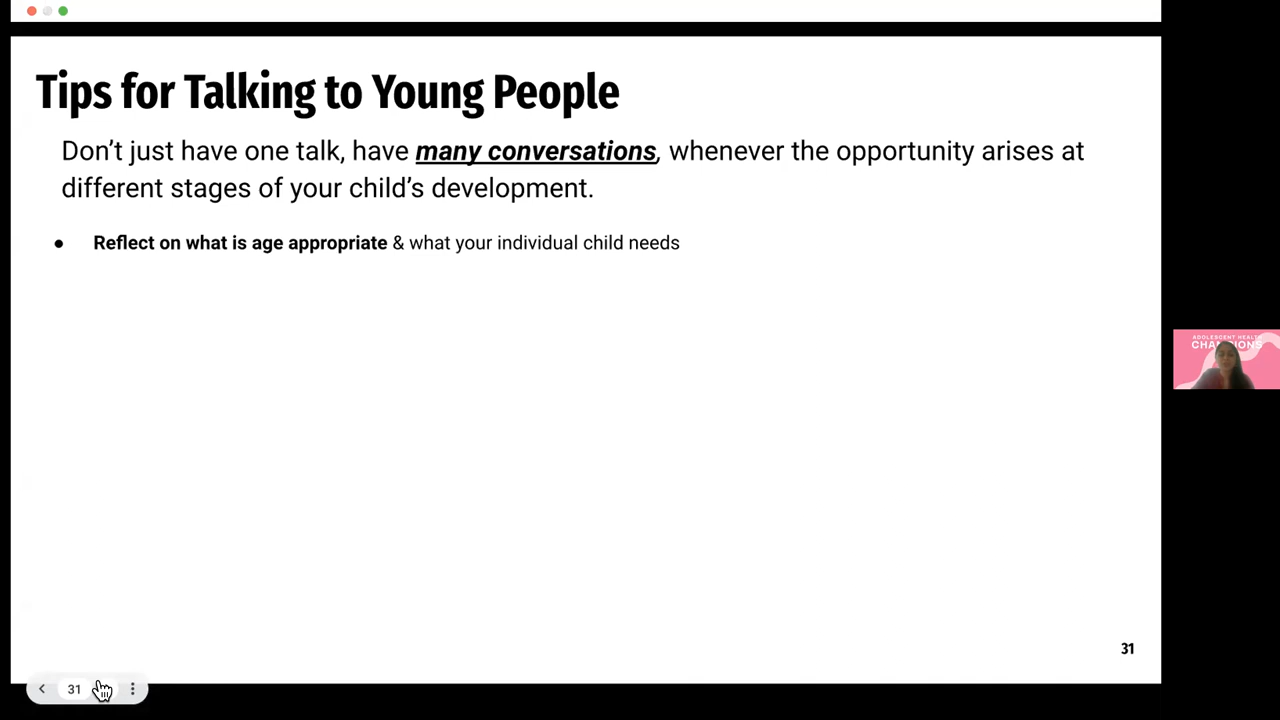 Tips for Talking to Young People
Don’t just have one talk, have many conversations, whenever the opportunity arises at
different stages of your child’s development.
● Reflect on what is age appropriate & what your individual child needs
ADOLESCENT HEALTH
31
31